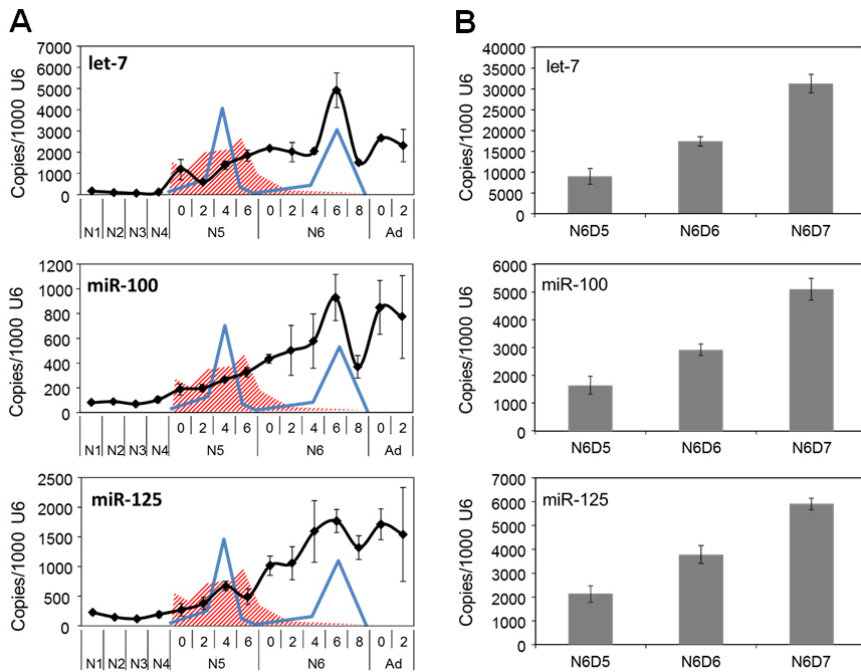 A
let-7
Copies/1000 U6
7000
6000
5000
4000
3000
2000
1000
0
0 2 4 6 0 2 4 6 8 0 2
N1 N2 N3 N4 N5 N6 Ad
miR-100
Copies/1000 U6
1200
1000
800
600
400
200
0
0 2 4 6 0 2 4 6 8 0 2
N1 N2 N3 N4 N5 N6 Ad
miR-125
Copies/1000 U6
2500
2000
1500
1000
500
0
0 2 4 6 0 2 4 6 8 0 2
N1 N2 N3 N4 N5 N6 Ad
B
let-7
Copies/1000 U6
40000
35000
30000
25000
20000
15000
10000
5000
0
N6D5 N6D6 N6D7
miR-100
Copies/1000 U6
6000
5000
4000
3000
2000
1000
0
N6D5 N6D6 N6D7
miR-125
Copies/1000 U6
7000
6000
5000
4000
3000
2000
1000
0
N6D5 N6D6 N6D7